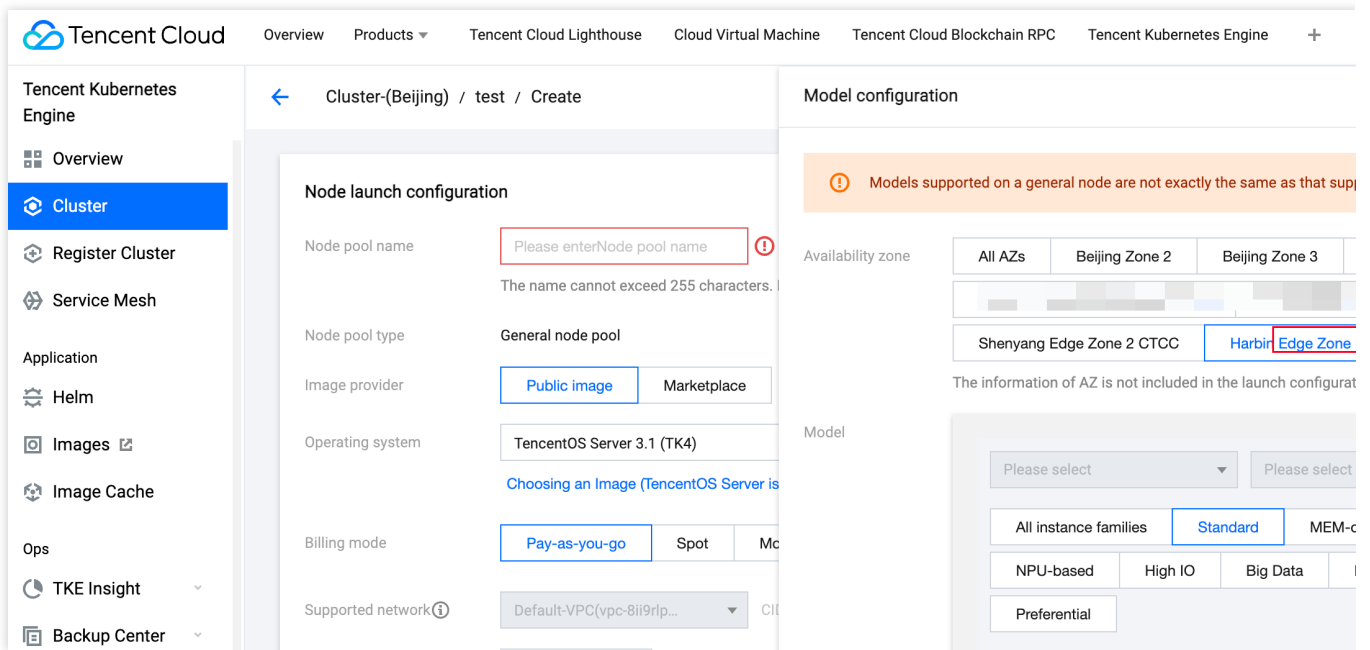 Tencent Cloud
Overview
Products
Tencent Cloud Lighthouse
Cloud Virtual Machine
Tencent Cloud Blockchain RPC
Tencent Kubernetes Engine
+
Tencent Kubernetes
Engine
Overview
Cluster
Register Cluster
Service Mesh
Application
Helm
Images
Image Cache
Ops
TKE Insight
Backup Center
Cluster-(Beijing) / test / Create
Node launch configuration
Node pool name
Please enterNode pool name
The name cannot exceed 255 characters.
Node pool type
General node pool
Image provider
Public image
Marketplace
Operating system
TencentOS Server 3.1 (TK4)
Choosing an Image (TencentOS Server is
Billing mode
Pay-as-you-go
Spot
Supported network
Default-VPC(vpc-8ii9rlp...
Model configuration
Models supported on a general node are not exactly the same as that
Availability zone
All AZs
Beijing Zone 2
Beijing Zone 3
Shenyang Edge Zone 2 CTCC
Harbin Edge Zone
The information of AZ is not included in the launch
Model
Please select
Please select
All instance families
Standard
NPU-based
High IO
Big Data
Preferential